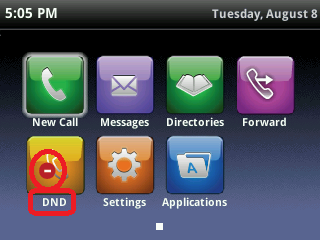 5:05 PM Tuesday, August 8
New Call Messages Directories Forward
DND Settings Applications
A